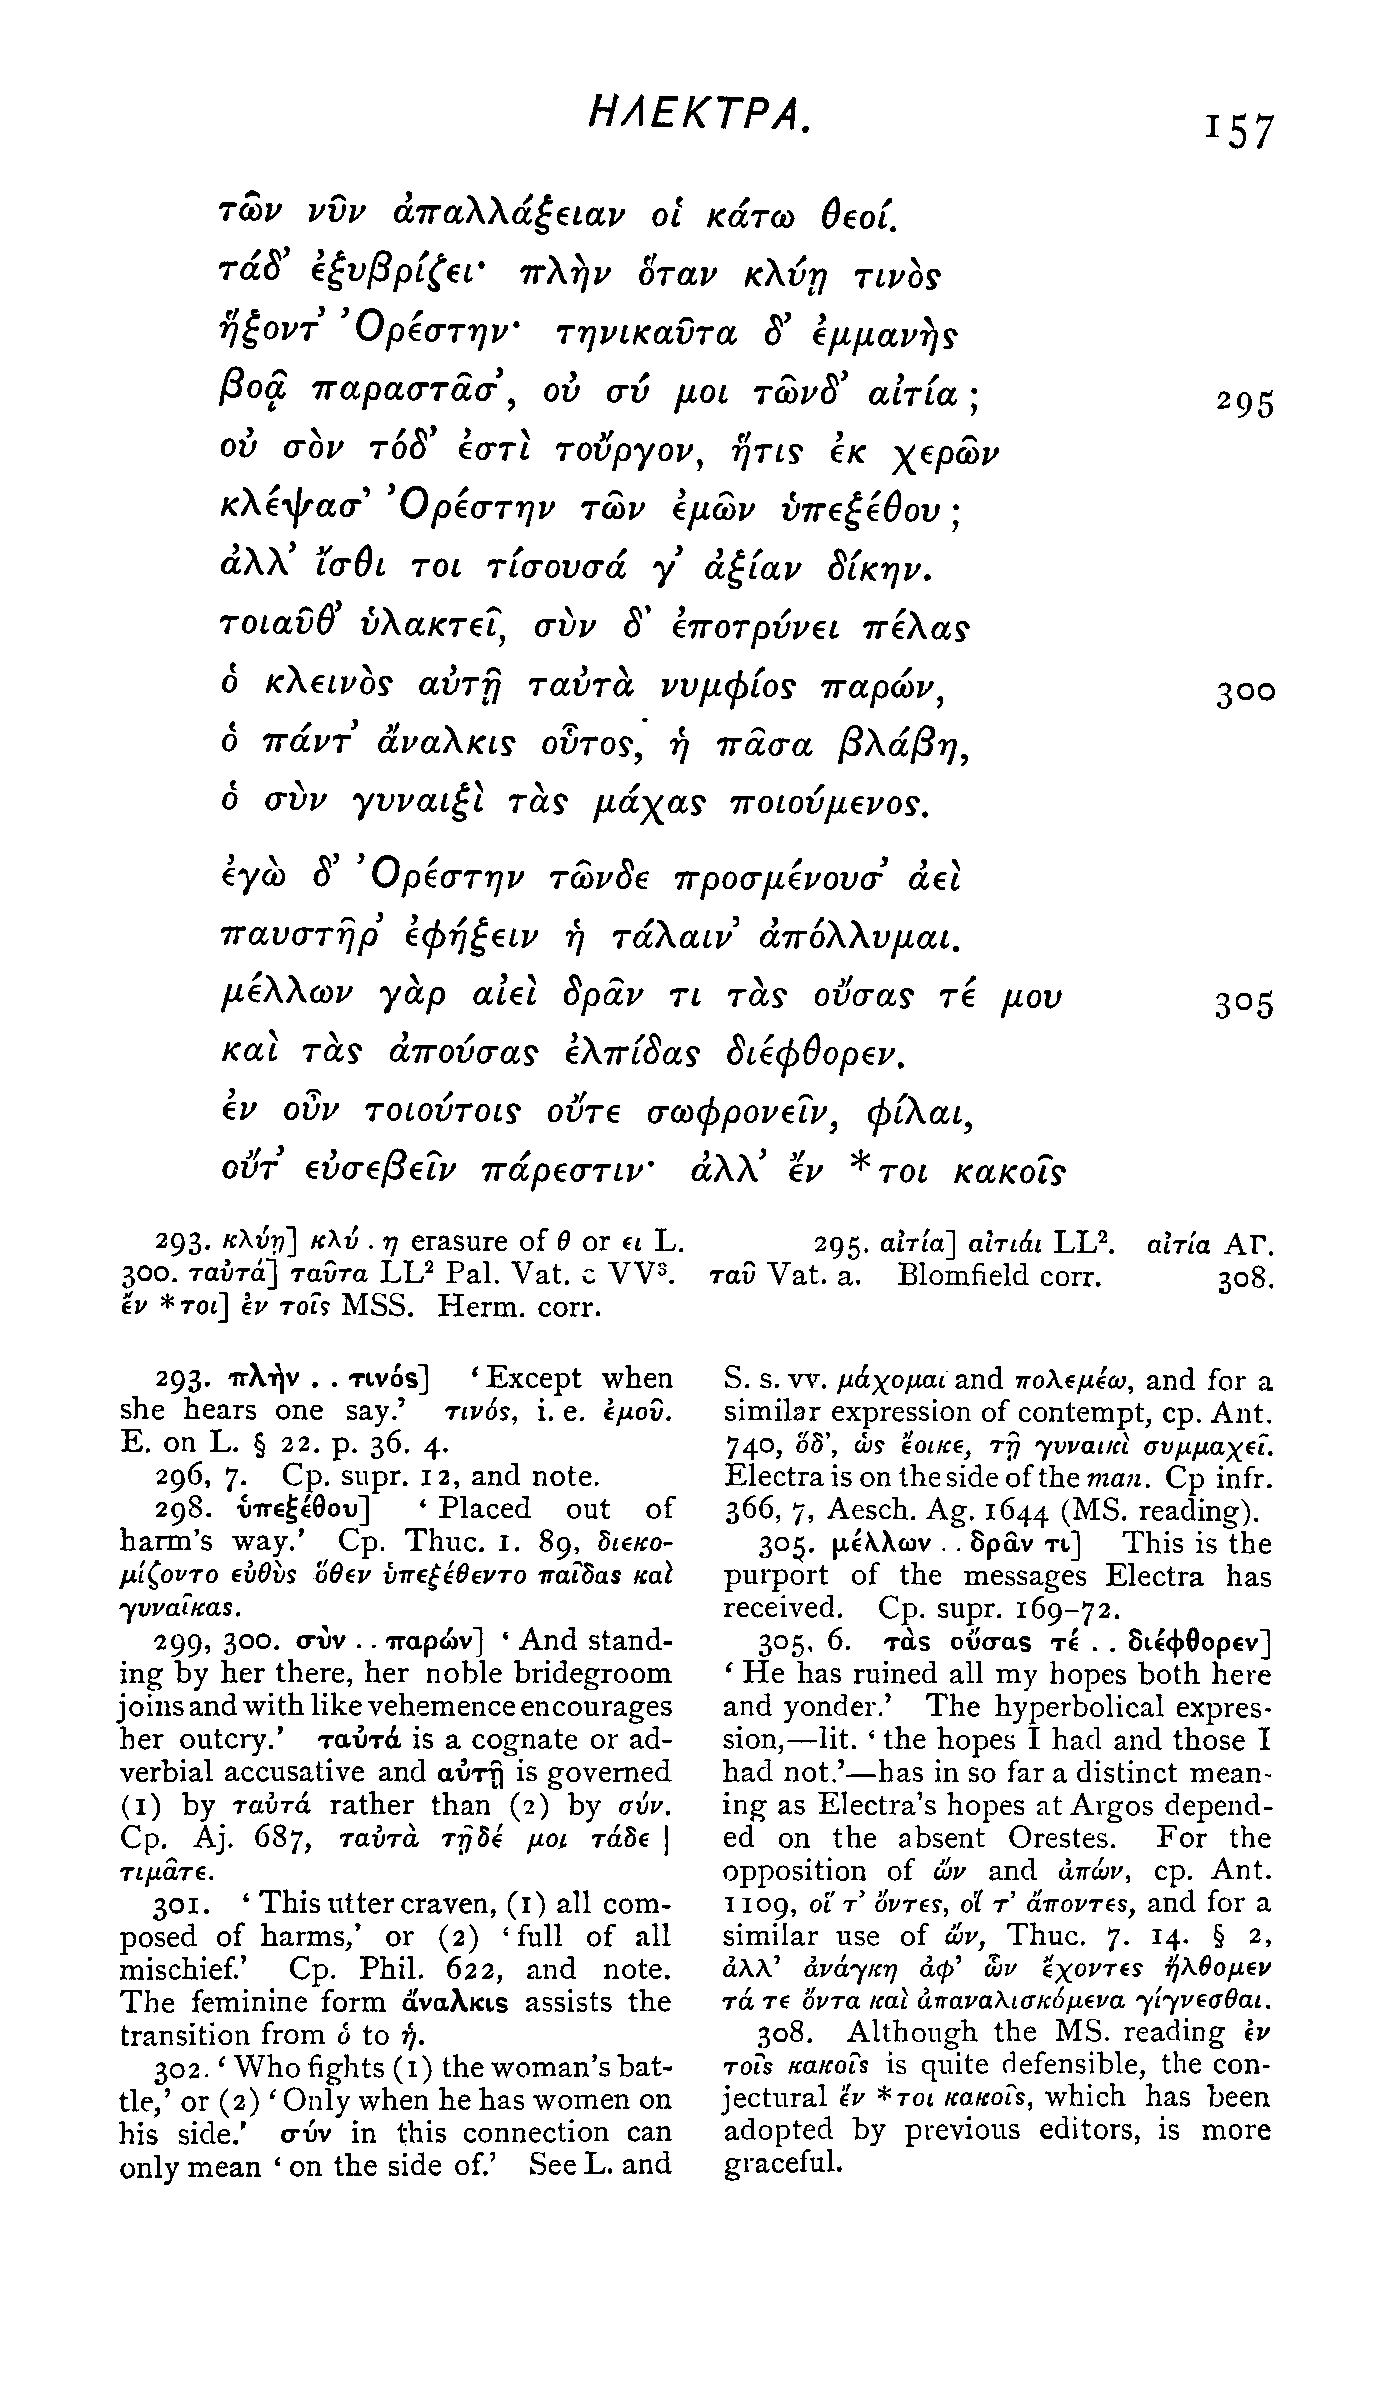 ΗΛΕΚΤΡΑ.
157
τῶν νῦν ἀπαλλάξειαν οἱ κάτω θεοί.
τάδ᾽ ἐξυβρίζει· πλὴν ὅταν κλύῃ τινὸς
ἥξοντ᾽ Ὀρέστην· τηνικαῦτα δ᾽ ἐμμανὴς
βοᾷ παραστᾶσ᾽, οὐ σύ μοι τῶνδ᾽ αἰτία ;
295
οὐ σὸν τόδ᾽ ἐστὶ τοὔργον, ἥτις ἐκ χερῶν
κλέψασ᾽ Ὀρέστην τῶν ἐμῶν ὑπεξέθου ;
ἀλλ᾽ ἴσθι τοι τίσουσά γ᾽ ἀξίαν δίκην.
τοιαῦθ᾽ ὑλακτεῖ, σὺν δ᾽ ἐποτρύνει πέλας
ὁ κλεινὸς αὐτῇ ταὐτὰ νυμφίος παρών,
300
ὁ πάντ᾽ ἄναλκις οὗτος, ἡ πᾶσα βλάβη,
ὁ σὺν γυναιξὶ τὰς μάχας ποιούμενος.
ἐγὼ δ᾽ Ὀρέστην τῶνδε προσμένουσ᾽ ἀεὶ
παυστῆρ᾽ ἐφήξειν ἡ τάλαιν᾽ ἀπόλλυμαι.
μέλλων γὰρ αἰεὶ δρᾶν τι τὰς οὔσας τέ μου
305
καὶ τὰς ἀπούσας ἐλπίδας διέφθορεν.
ἐν οὖν τοιούτοις οὔτε σωφρονεῖν, φίλαι,
οὔτ᾽ εὐσεβεῖν πάρεστιν· ἀλλ᾽ ἔν *τοι κακοῖς
293. κλύῃ] κλύ . η erasure of θ or ει L. 295. αἰτία] αἰτιάι LL². αἰτία ΑΓ.
300. ταὐτά] ταῦτα LL² Pal. Vat. c VV³. ταῦ Vat. a. Blomfield corr. 308.
ἔν *τοι] ἐν τοῖς MSS. Herm. corr.
293. πλὴν . . τινός] ‘Except when
she hears one say.’ τινός, i. e. ἐμοῦ.
E. on L. § 22. p. 36. 4.
296, 7. Cp. supr. 12, and note.
298. ὑπεξέθου] ‘Placed out of
harm's way.’ Cp. Thuc. 1. 89, διεκο-
μίζοντο εὐθὺς ὅθεν ὑπεξέθεντο παῖδας καὶ
γυναῖκας.
299, 300. σὺν . . παρών] ‘And stand-
ing by her there, her noble bridegroom
joins and with like vehemence encourages
her outcry.’ ταὐτά is a cognate or ad-
verbial accusative and αὐτῇ is governed
(1) by ταὐτά rather than (2) by σύν.
Cp. Aj. 687, ταὐτὰ τῇδέ μοι τάδε |
τιμᾶτε.
301. ‘This utter craven, (1) all com-
posed of harms,’ or (2) ‘full of all
mischief.’ Cp. Phil. 622, and note.
The feminine form ἄναλκις assists the
transition from ὁ to ἡ.
302. ‘Who fights (1) the woman's bat-
tle,’ or (2) ‘Only when he has women on
his side.’ σύν in this connection can
only mean ‘on the side of.’ See L. and
S. s. vv. μάχομαι and πολεμέω, and for a
similar expression of contempt, cp. Ant.
740, ὅδ᾽, ὡς ἔοικε, τῇ γυναικὶ συμμαχεῖ.
Electra is on the side of the man. Cp infr.
366, 7, Aesch. Ag. 1644 (MS. reading).
305. μέλλων . . δρᾶν τι] This is the
purport of the messages Electra has
received. Cp. supr. 169–72.
305, 6. τὰς οὔσας τέ . . διέφθορεν]
‘He has ruined all my hopes both here
and yonder.’ The hyperbolical expres-
sion,—lit. ‘the hopes I had and those I
had not.’—has in so far a distinct mean-
ing as Electra's hopes at Argos depend-
ed on the absent Orestes. For the
opposition of ὤν and ἀπών, cp. Ant.
1109, οἵ τ᾽ ὄντες, οἵ τ᾽ ἄποντες, and for a
similar use of ὤν, Thuc. 7. 14. § 2,
ἀλλ᾽ ἀνάγκη ἀφ᾽ ὧν ἔχοντες ἤλθομεν
τά τε ὄντα καὶ ἀπαναλισκόμενα γίγνεσθαι.
308. Although the MS. reading ἐν
τοῖς κακοῖς is quite defensible, the con-
jectural ἔν *τοι κακοῖς, which has been
adopted by previous editors, is more
graceful.